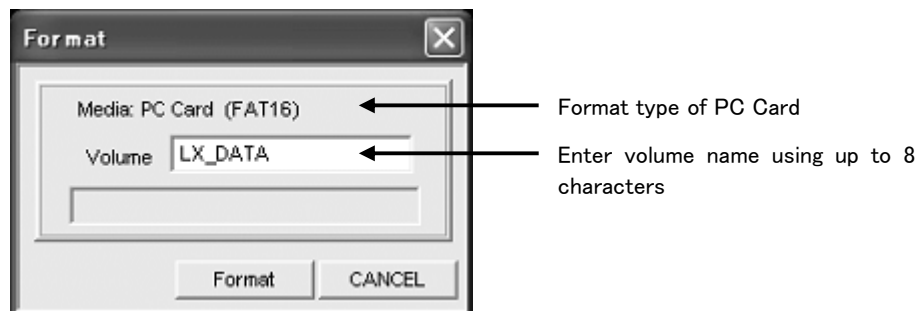 Format
Media: PC Card (FAT16)
Format type of PC Card
Volume LX_DATA
Enter volume name using up to 8
characters
Format CANCEL